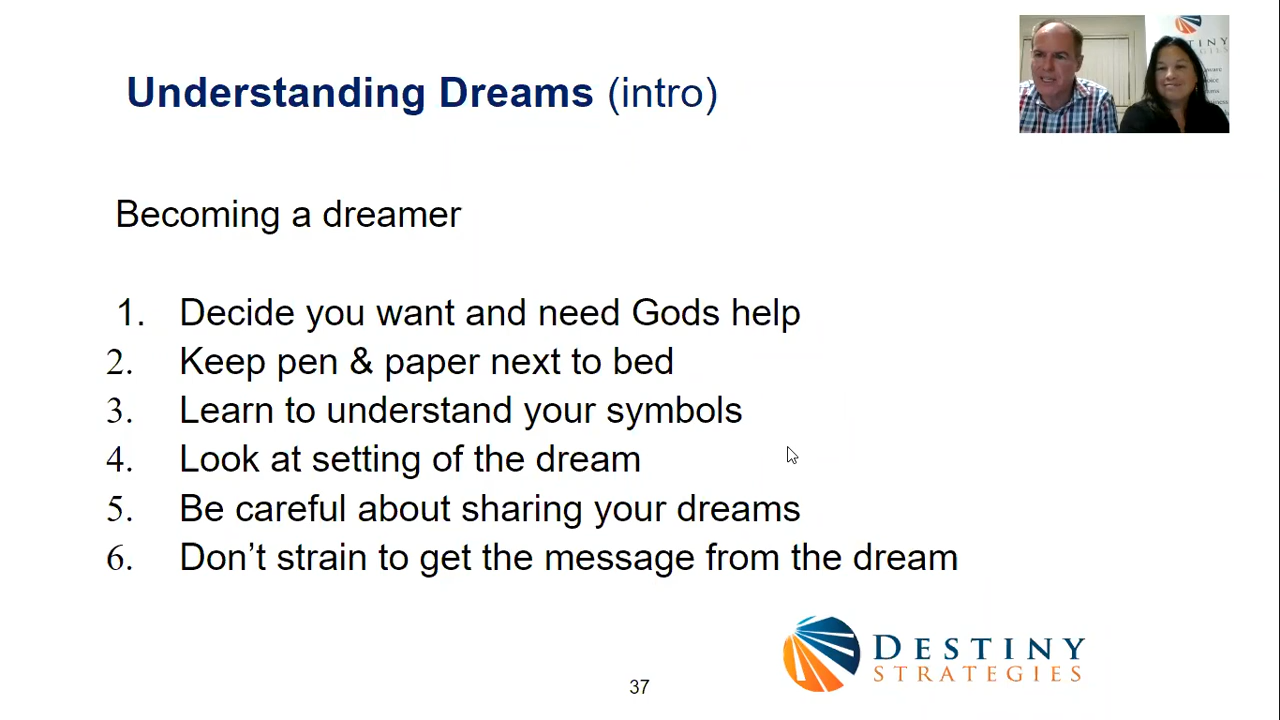 Understanding Dreams (intro)
Becoming a dreamer
1. Decide you want and need Gods help
2. Keep pen & paper next to bed
3. Learn to understand your symbols
4. Look at setting of the dream
5. Be careful about sharing your dreams
6. Don’t strain to get the message from the dream
DESTINY
STRATEGIES
37
TINY
EGIES